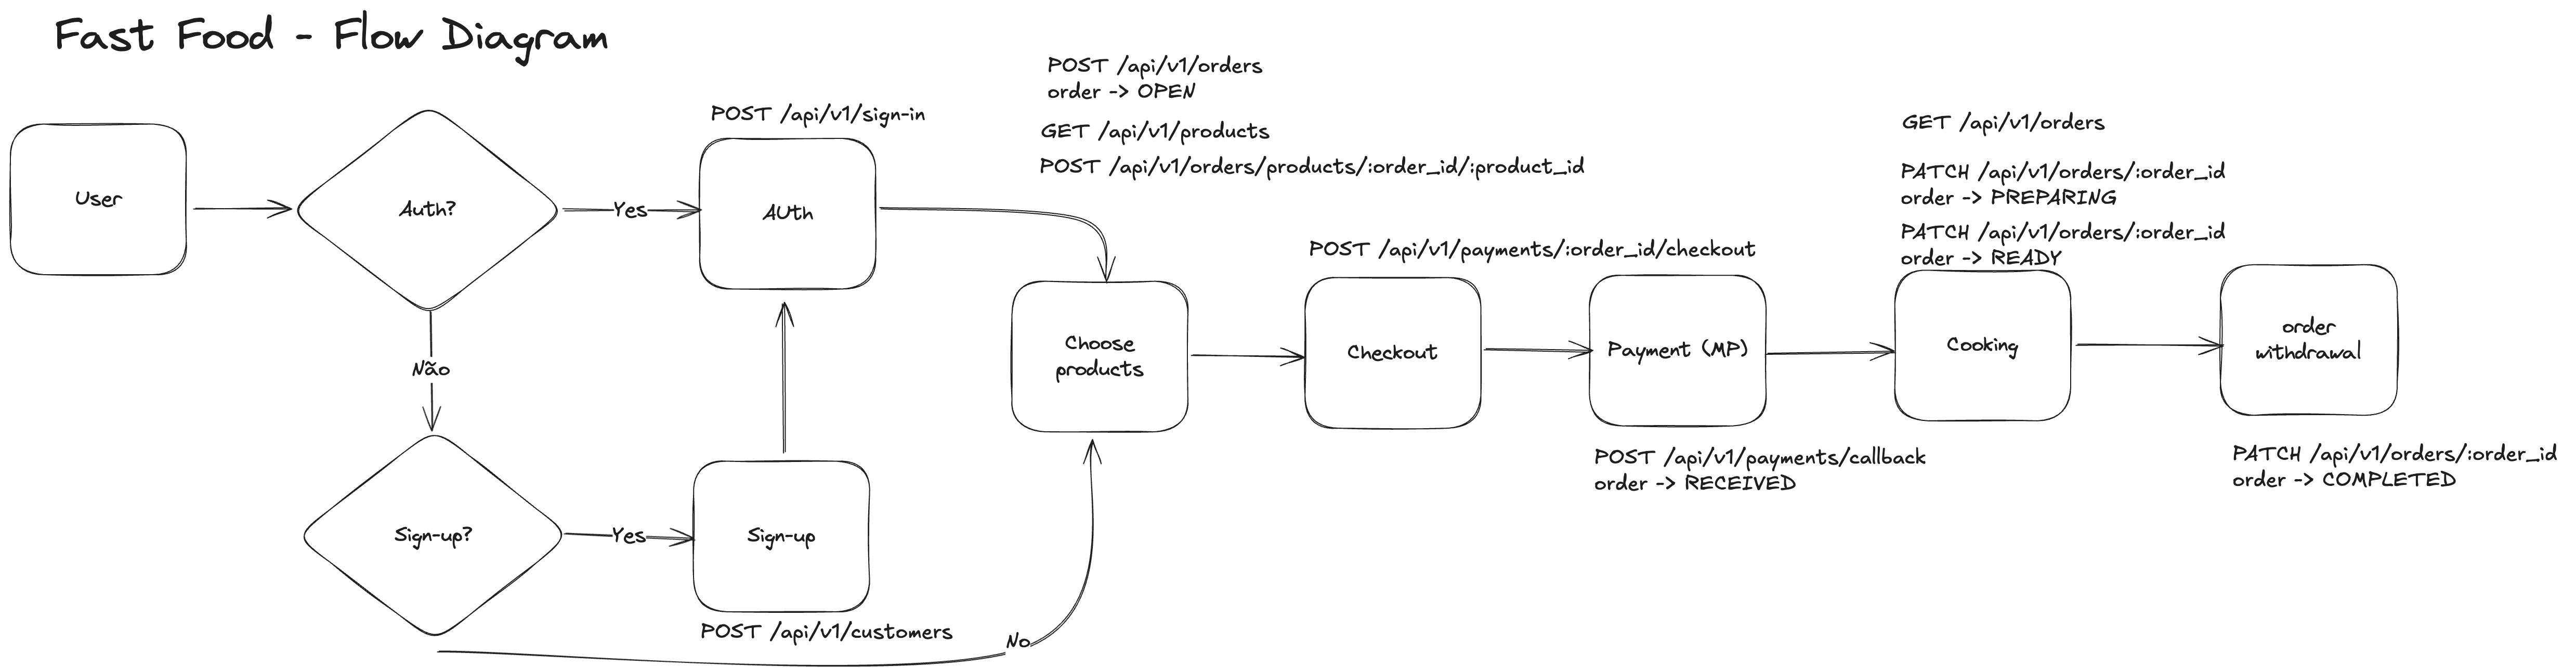 Fast Food - Flow Diagram
User
Auth?
Yes
POST /api/v1/sign-in
AUth
Não
Sign-up?
Yes
Sign-up
POST /api/v1/customers
No
POST /api/v1/orders
order -> OPEN
GET /api/v1/products
POST /api/v1/orders/products/:order_id/:product_id
Choose
products
POST /api/v1/payments/:order_id/checkout
Checkout
Payment (MP)
POST /api/v1/payments/callback
order -> RECEIVED
GET /api/v1/orders
PATCH /api/v1/orders/:order_id
order -> PREPARING
PATCH /api/v1/orders/:order_id
order -> READY
Cooking
order
withdrawal
PATCH /api/v1/orders/:order_id
order -> COMPLETED